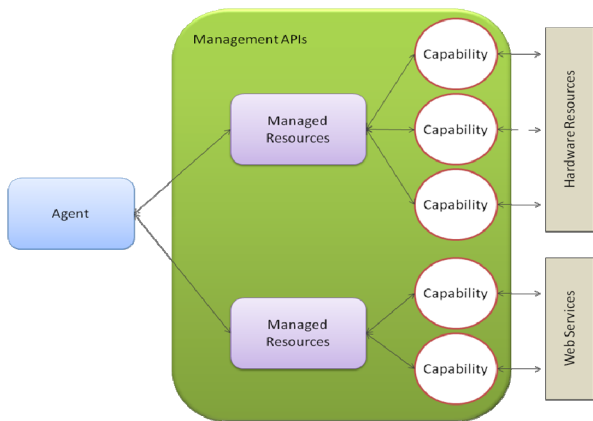 Management APIs
Capability
Managed
Resources
Capability
Capability
Hardware Resources
Agent
Capability
Managed
Resources
Capability
Web Services